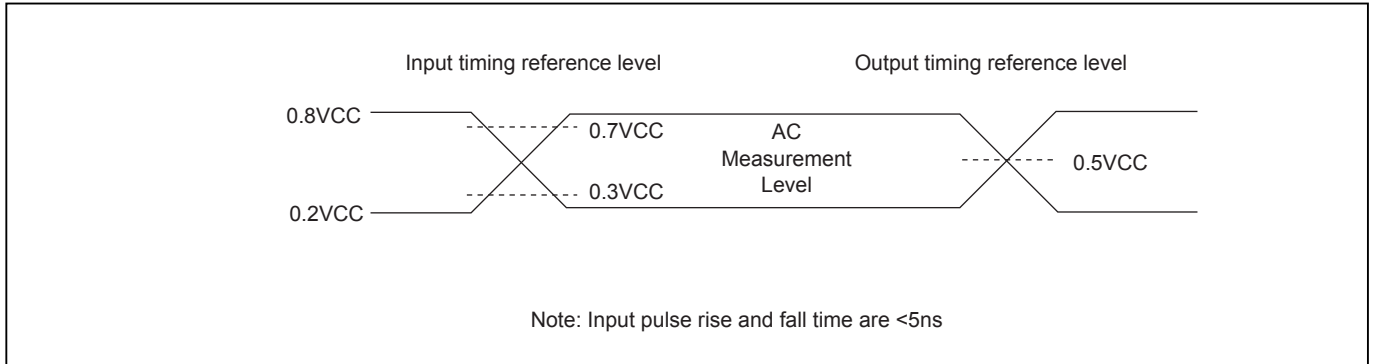 Input timing reference level
Output timing reference level
0.8VCC
0.7VCC
AC
Measurement
Level
0.5VCC
0.3VCC
0.2VCC
Note: Input pulse rise and fall time are <5ns